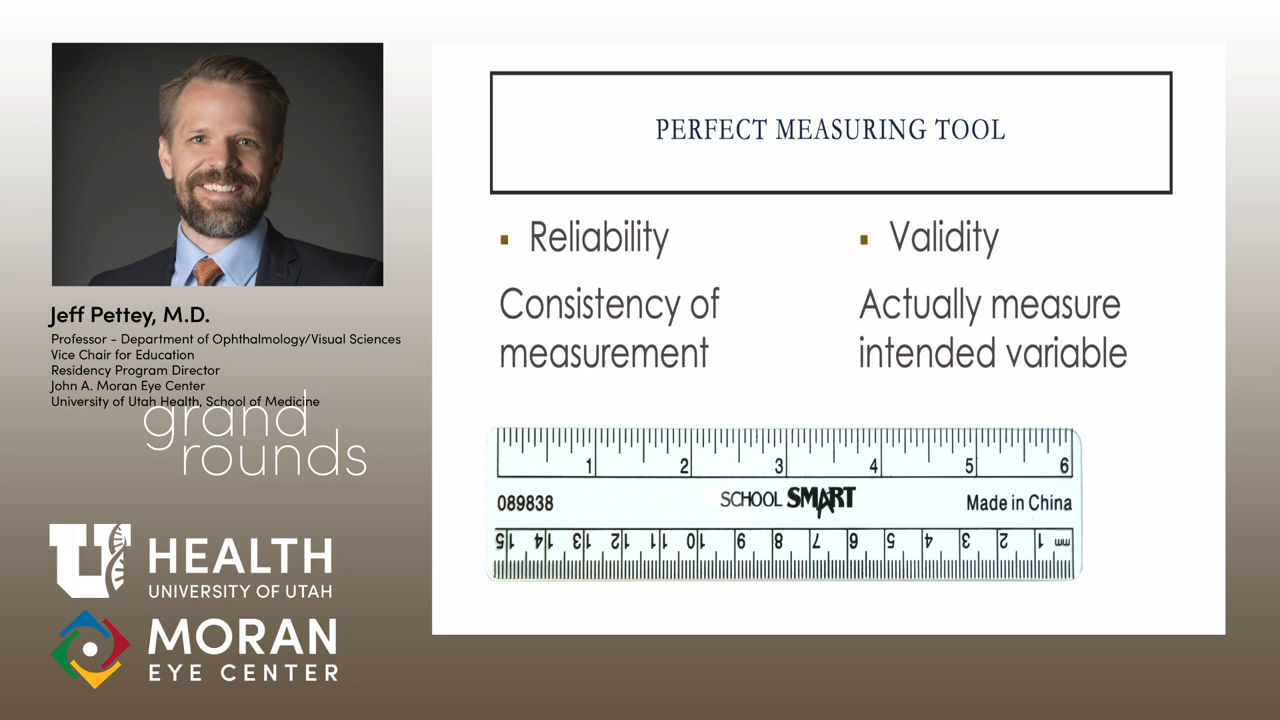 Jeff Pettey, M.D.
Professor - Department of Ophthalmology/Visual Sciences
Vice Chair for Education
Residency Program Director
John A. Moran Eye Center
University of Utah Health, School of Medicine
grand
rounds
U HEALTH
UNIVERSITY OF UTAH
MORAN
EYE CENTER
PERFECT MEASURING TOOL
▪ Reliability
Consistency of
measurement
▪ Validity
Actually measure
intended variable
1 2 3 4 5 6
089838 SCHOOL SMART Made in China
15 14 13 12 11 10 9 8 7 6 5 4 3 2 1 mm